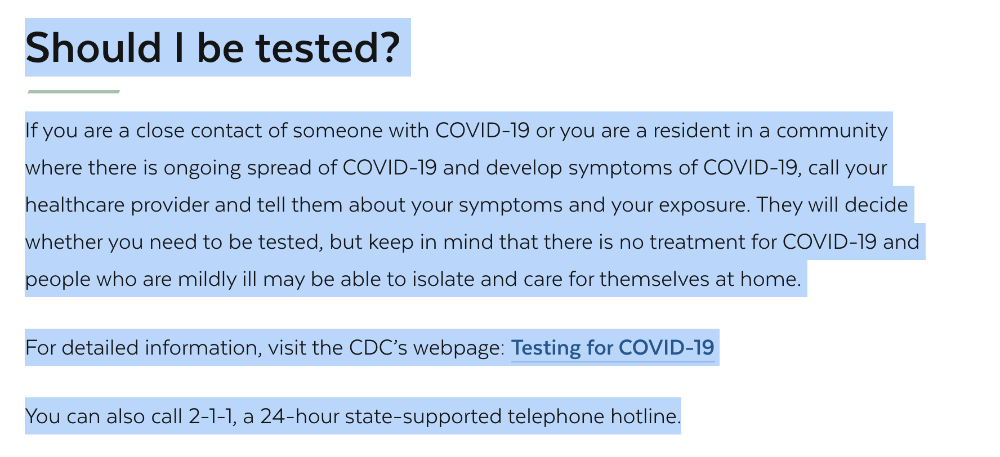 Should I be tested?
If you are a close contact of someone with COVID-19 or you are a resident in a community
where there is ongoing spread of COVID-19 and develop symptoms of COVID-19, call your
healthcare provider and tell them about your symptoms and your exposure. They will decide
whether you need to be tested, but keep in mind that there is no treatment for COVID-19 and
people who are mildly ill may be able to isolate and care for themselves at home.
For detailed information, visit the CDC’s webpage: Testing for COVID-19
You can also call 2-1-1, a 24-hour state-supported telephone hotline.